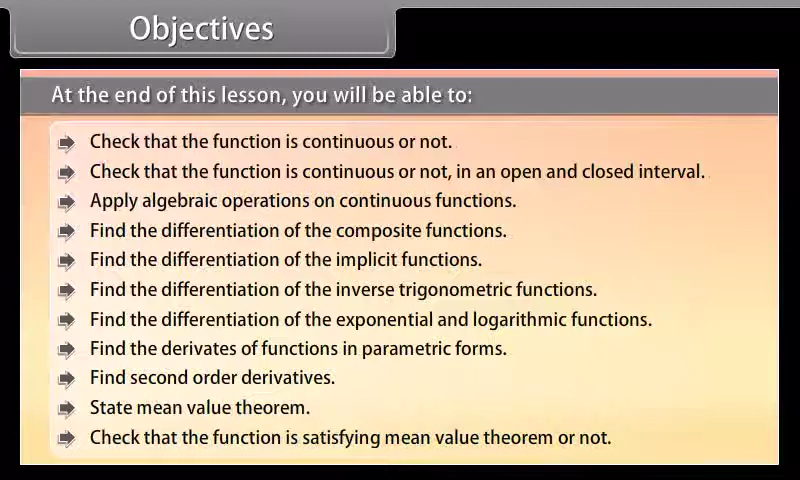 Objectives
At the end of this lesson, you will be able to:
Check that the function is continuous or not.
Check that the function is continuous or not, in an open and closed interval.
Apply algebraic operations on continuous functions.
Find the differentiation of the composite functions.
Find the differentiation of the implicit functions.
Find the differentiation of the inverse trigonometric functions.
Find the differentiation of the exponential and logarithmic functions.
Find the derivates of functions in parametric forms.
Find second order derivatives.
State mean value theorem.
Check that the function is satisfying mean value theorem or not.